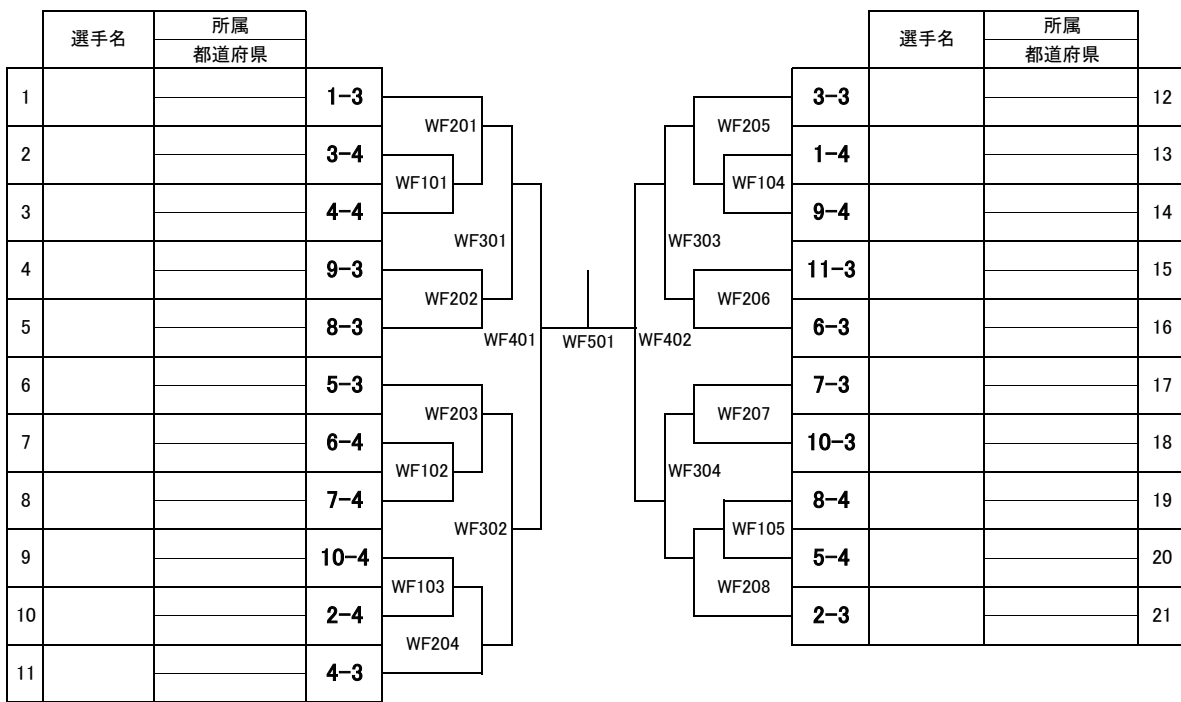 選手名 所属 選手名 所属
都道府県 都道府県
1 1-3 3-3 12
WF201 WF205
2 3-4 1-4 13
WF101 WF104
3 4-4 9-4 14
WF301 WF303
4 9-3 11-3 15
WF202 WF206
5 8-3 6-3 16
WF401 WF501 WF402
6 5-3 7-3 17
WF203 WF207
7 6-4 10-3 18
WF102 WF304
8 7-4 8-4 19
WF302 WF105
9 10-4 5-4 20
WF103 WF208
10 2-4 2-3 21
WF204
11 4-3